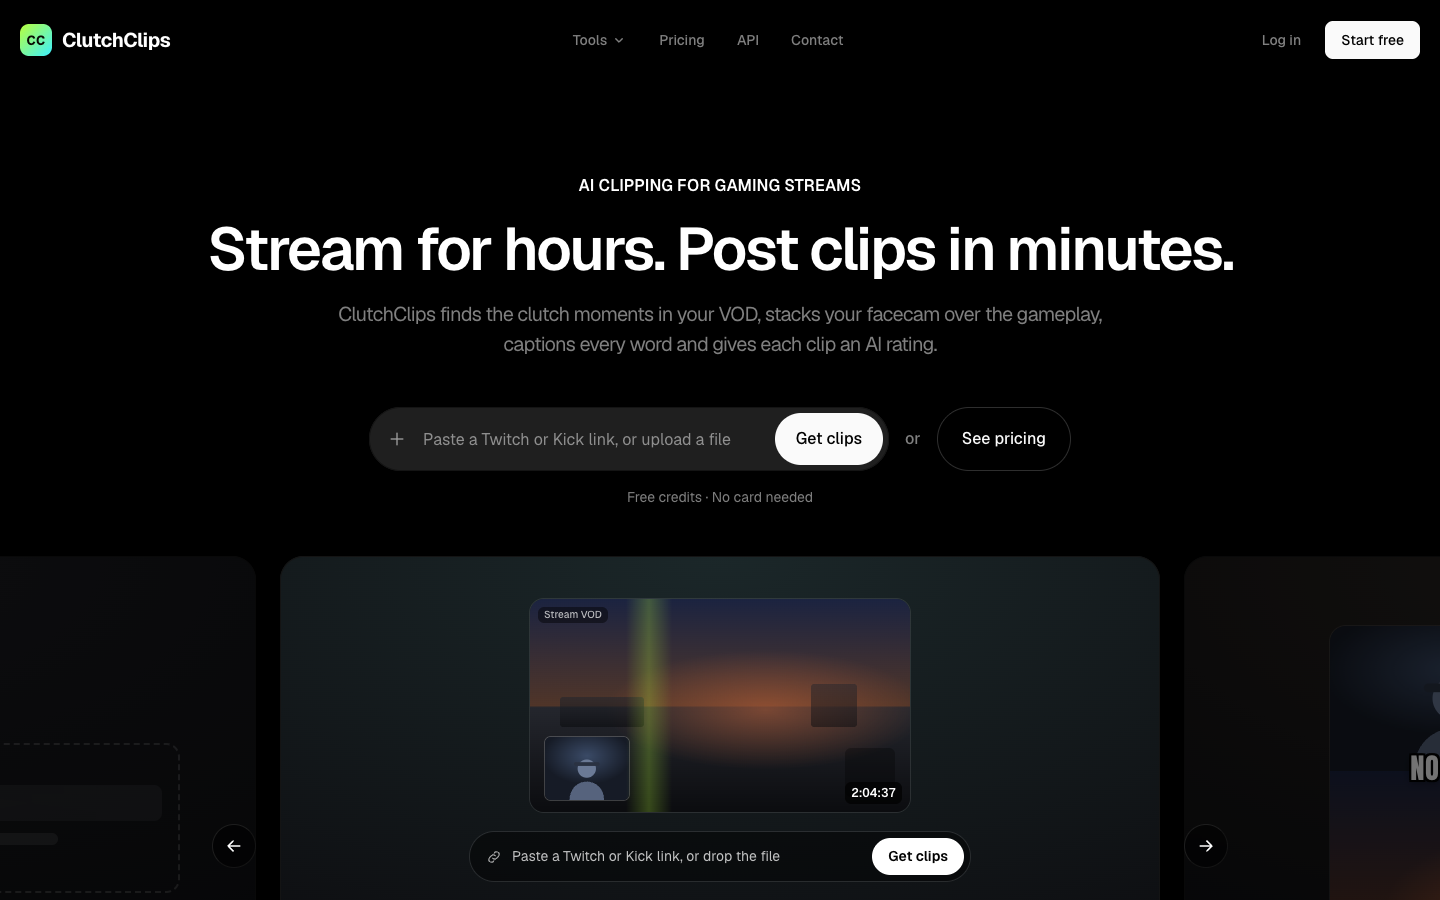 CC ClutchClips
Tools
Pricing
API
Contact
Log in
Start free
AI CLIPPING FOR GAMING STREAMS
Stream for hours. Post clips in minutes.
ClutchClips finds the clutch moments in your VOD, stacks your facecam over the gameplay,
captions every word and gives each clip an AI rating.
Paste a Twitch or Kick link, or upload a file
Get clips
or
See pricing
Free credits · No card needed
Stream VOD
2:04:37
NO
Paste a Twitch or Kick link, or drop the file
Get clips